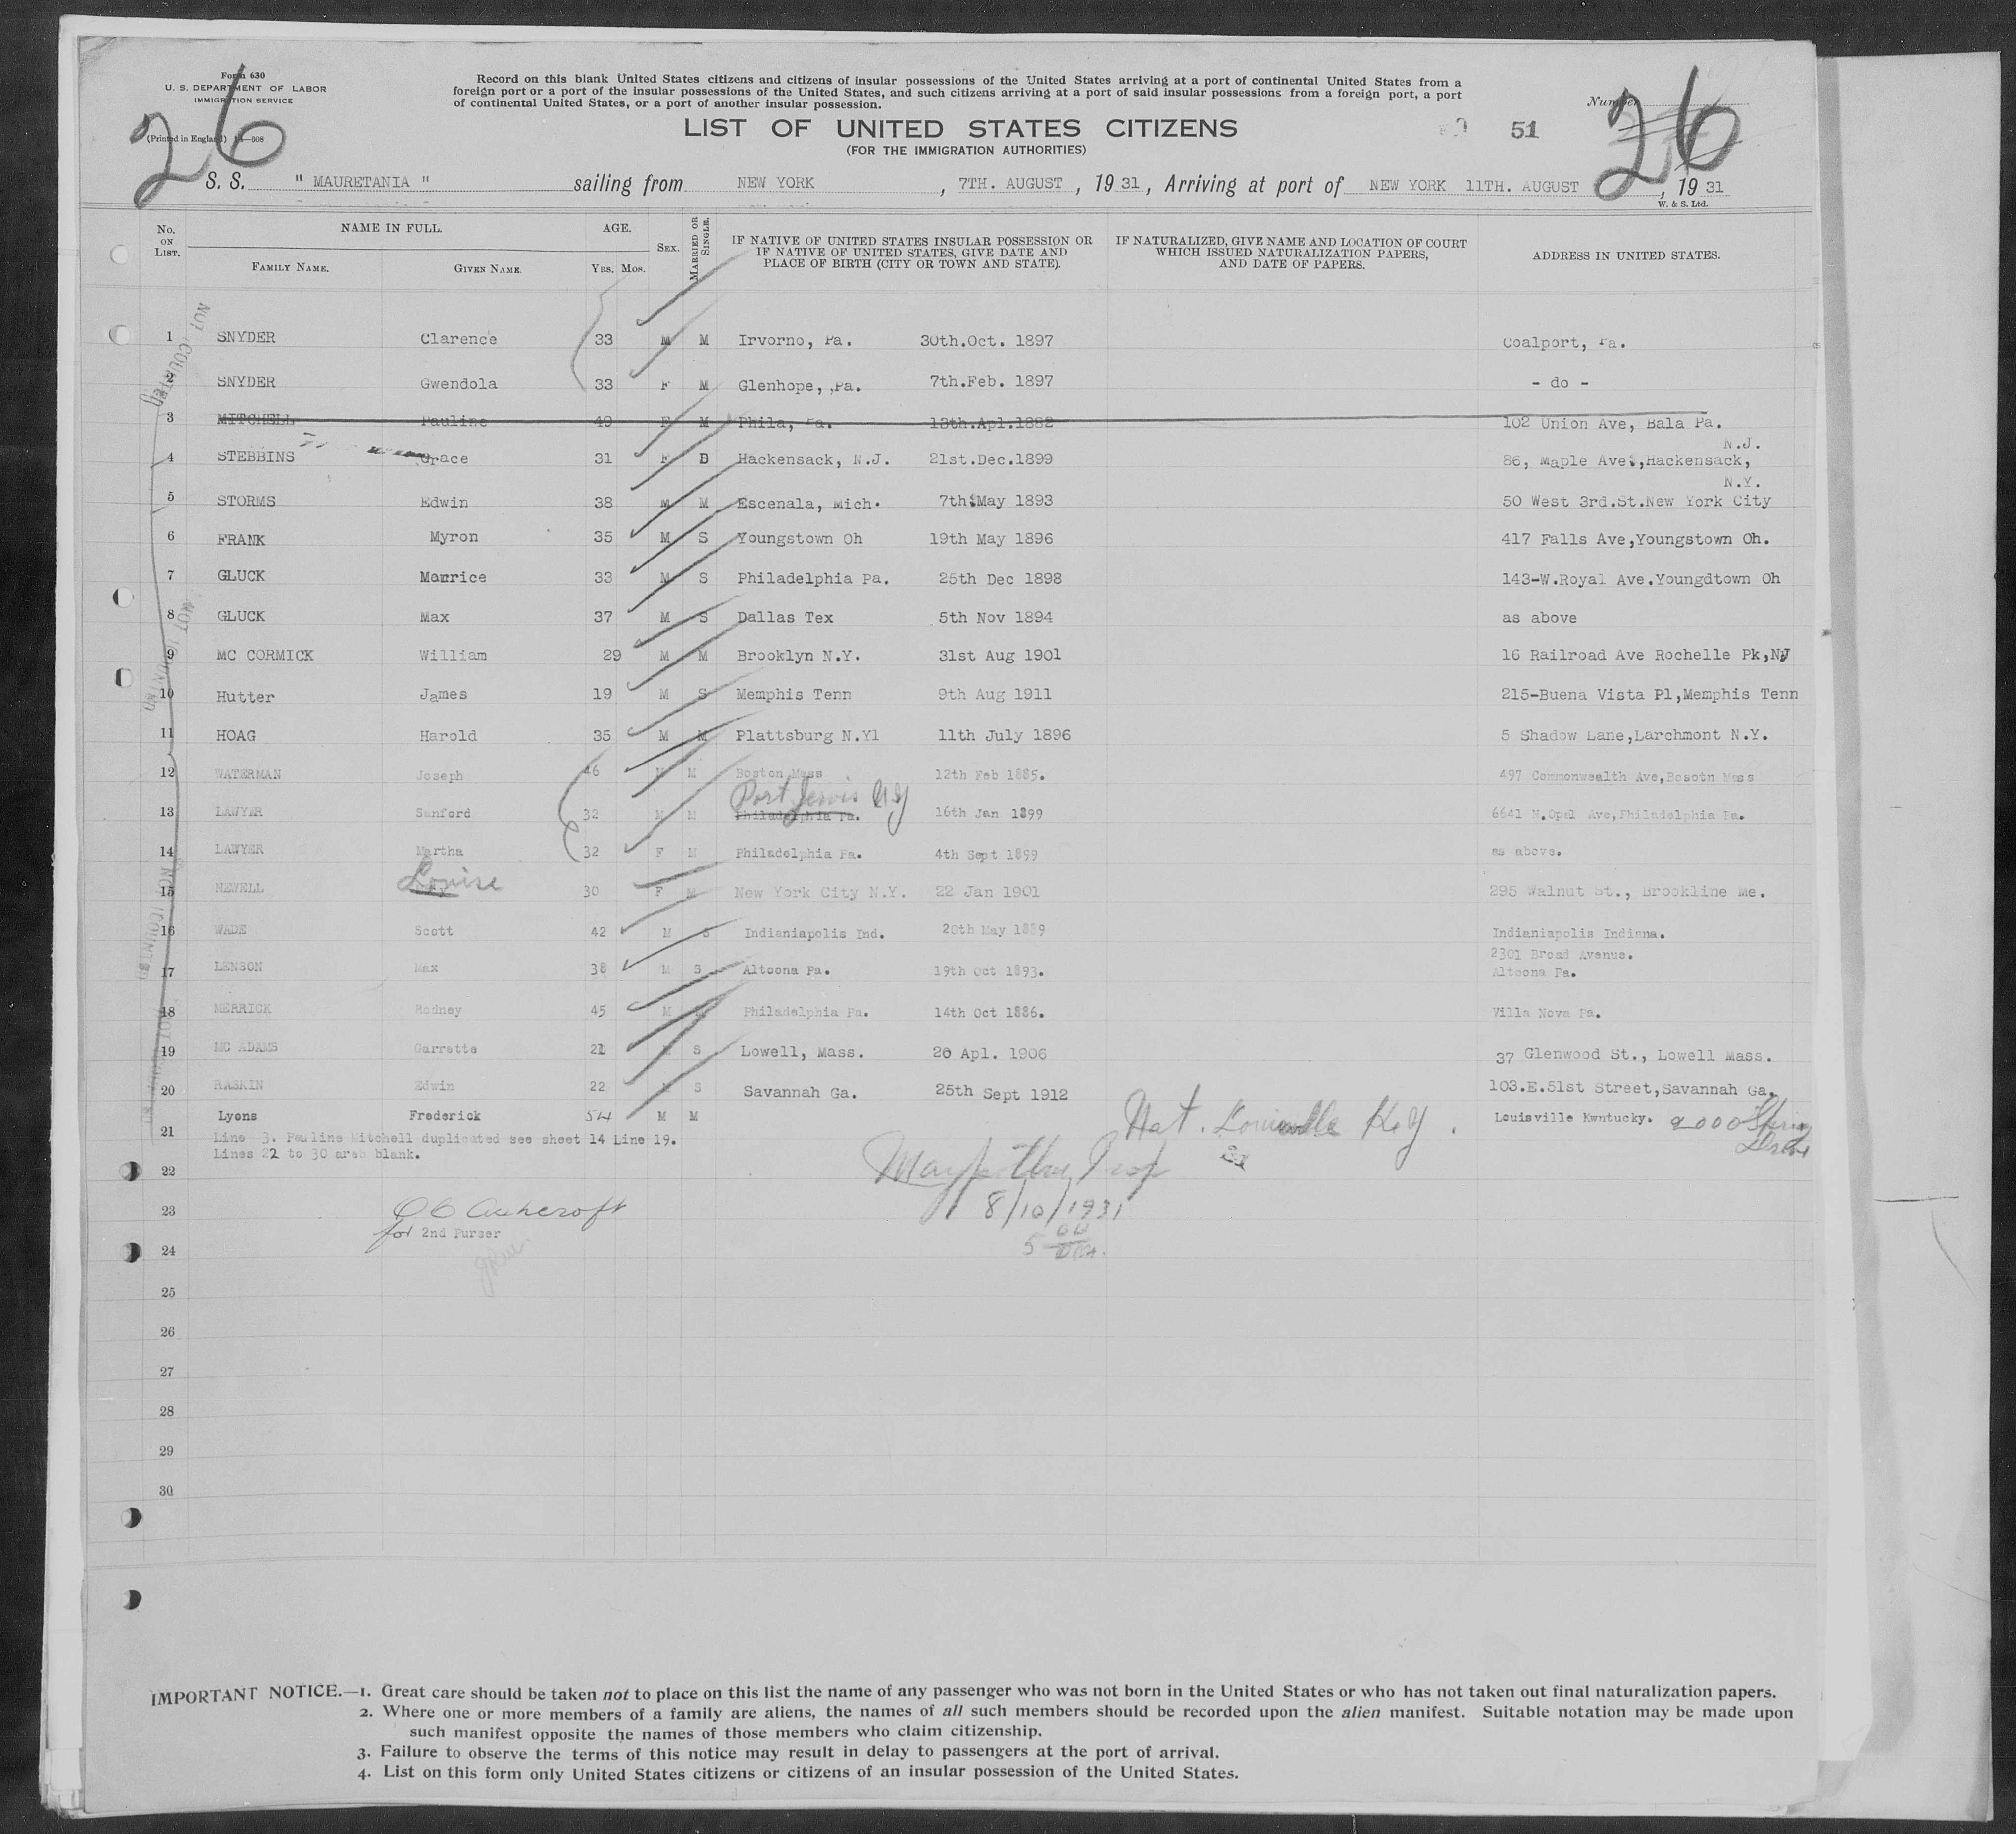 Form 630
U. S. DEPARTMENT OF LABOR
IMMIGRATION SERVICE
(Printed in England)
26
Record on this blank United States citizens and citizens of insular possessions of the United States arriving at a port of continental United States from a
foreign port or a port of the insular possessions of the United States, and such citizens arriving at a port of said insular possessions from a foreign port, a port
of continental United States, or a port of another insular possession.
LIST OF UNITED STATES CITIZENS
(FOR THE IMMIGRATION AUTHORITIES)
Number
51
26
S. S. " MAURETANIA " sailing from NEW YORK , 7TH. AUGUST , 19 31 , Arriving at port of NEW YORK 11TH. AUGUST , 19 31
W. & S. Ltd.
No. ON LIST. NAME IN FULL. AGE. SEX. MARRIED OR SINGLE. IF NATIVE OF UNITED STATES INSULAR POSSESSION OR IF NATIVE OF UNITED STATES, GIVE DATE AND PLACE OF BIRTH (CITY OR TOWN AND STATE). IF NATURALIZED, GIVE NAME AND LOCATION OF COURT WHICH ISSUED NATURALIZATION PAPERS, AND DATE OF PAPERS. ADDRESS IN UNITED STATES.
FAMILY NAME. GIVEN NAME. YRS. MOS.
1 SNYDER Clarence 33 M M Irvorno, Pa. 30th.Oct. 1897 Coalport, Pa.
2 SNYDER Gwendola 33 F M Glenhope, Pa. 7th.Feb. 1897 - do -
3 MITCHELL Pauline 49 F M Phila, Pa. 13th.Apl.1882 102 Union Ave, Bala Pa.
N.J.
4 STEBBINS Grace 31 F B Hackensack, N.J. 21st.Dec.1899 86, Maple Ave.,Hackensack,
N.Y.
5 STORMS Edwin 38 M M Escenala, Mich. 7th.May 1893 50 West 3rd.St.New York City
6 FRANK Myron 35 M S Youngstown Oh 19th May 1896 417 Falls Ave,Youngstown Oh.
7 GLUCK Maurice 33 M S Philadelphia Pa. 25th Dec 1898 143-W.Royal Ave.Youngdtown Oh
8 GLUCK Max 37 M S Dallas Tex 5th Nov 1894 as above
9 MC CORMICK William 29 M M Brooklyn N.Y. 31st Aug 1901 16 Railroad Ave Rochelle Pk,NJ
10 Hutter James 19 M S Memphis Tenn 9th Aug 1911 215-Buena Vista Pl,Memphis Tenn
11 HOAG Harold 35 M M Plattsburg N.Yl 11th July 1896 5 Shadow Lane,Larchmont N.Y.
12 WATERMAN Joseph 46 M M Boston Mass 12th Feb 1885. 497 Commonwealth Ave,Bosotn Mass
Port Jervis NY
13 LAWYER Sanford 32 M M Philadelphia Pa. 16th Jan 1899 6641 N.Opal Ave,Philadelphia Pa.
14 LAWYER Martha 32 F M Philadelphia Pa. 4th Sept 1899 as above.
15 NEWELL Louise 30 F M New York City N.Y. 22 Jan 1901 295 Walnut St., Brookline Me.
16 WADE Scott 42 M S Indianiapolis Ind. 20th May 1889 Indianiapolis Indiana.
2301 Broad Avenue.
17 LENSON Max 38 M S Altoona Pa. 19th Oct 1893. Altoona Pa.
18 MERRICK Rodney 45 M Philadelphia Pa. 14th Oct 1886. Villa Nova Pa.
19 MC ADAMS Garrette M S Lowell, Mass. 20 Apl. 1906 37 Glenwood St., Lowell Mass.
20 RASKIN Edwin 22 M S Savannah Ga. 25th Sept 1912 103.E.51st Street,Savannah Ga.
Lyons Frederick 54 M M Nat. Louisville Ky. Louisville Kwntucky. 2000 Spring Drive
21 Line 3. Pauline Mitchell duplicated see sheet 14 Line 19.
Lines 22 to 30 are blank.
22
23 8/10/1931
O C Ashcroft
for 2nd Purser
24
25
26
27
28
29
30
NOT COUNTED
IMPORTANT NOTICE.—1. Great care should be taken not to place on this list the name of any passenger who was not born in the United States or who has not taken out final naturalization papers.
2. Where one or more members of a family are aliens, the names of all such members should be recorded upon the alien manifest. Suitable notation may be made upon
such manifest opposite the names of those members who claim citizenship.
3. Failure to observe the terms of this notice may result in delay to passengers at the port of arrival.
4. List on this form only United States citizens or citizens of an insular possession of the United States.